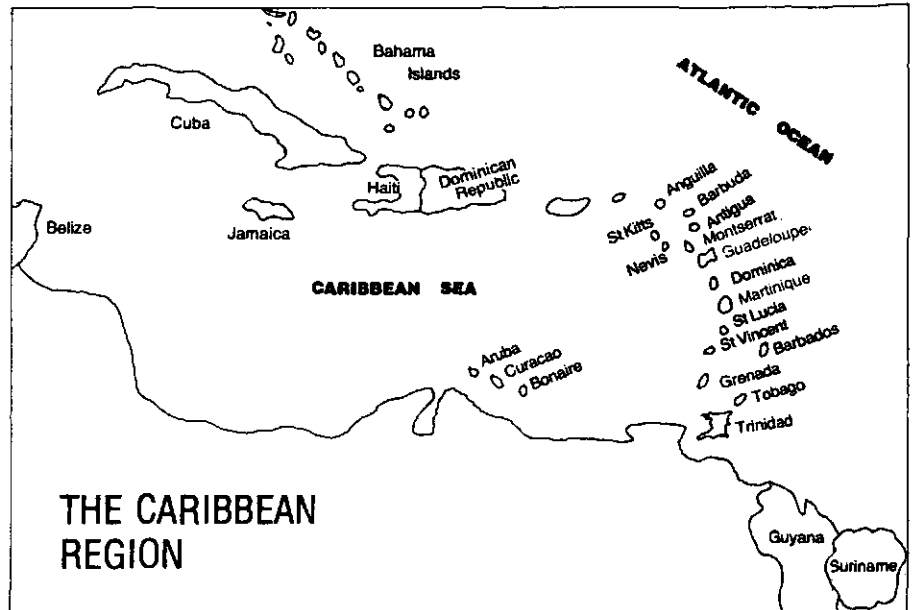 Bahama
Islands
ATLANTIC OCEAN
Cuba
Haiti
Dominican
Republic
Anguilla
Barbuda
Antigua
St Kitts
Montserrat
Nevis
Guadeloupe
Belize
Jamaica
CARIBBEAN SEA
Dominica
Martinique
St Lucia
St Vincent
Barbados
Aruba
Curacao
Bonaire
Grenada
Tobago
Trinidad
THE CARIBBEAN
REGION
Guyana
Suriname